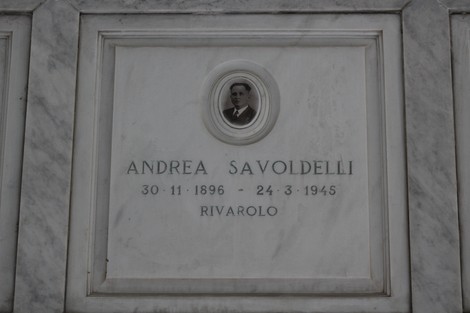 ANDREA SAVOLDELLI
30·11·1896 - 24·3·1945
RIVAROLO